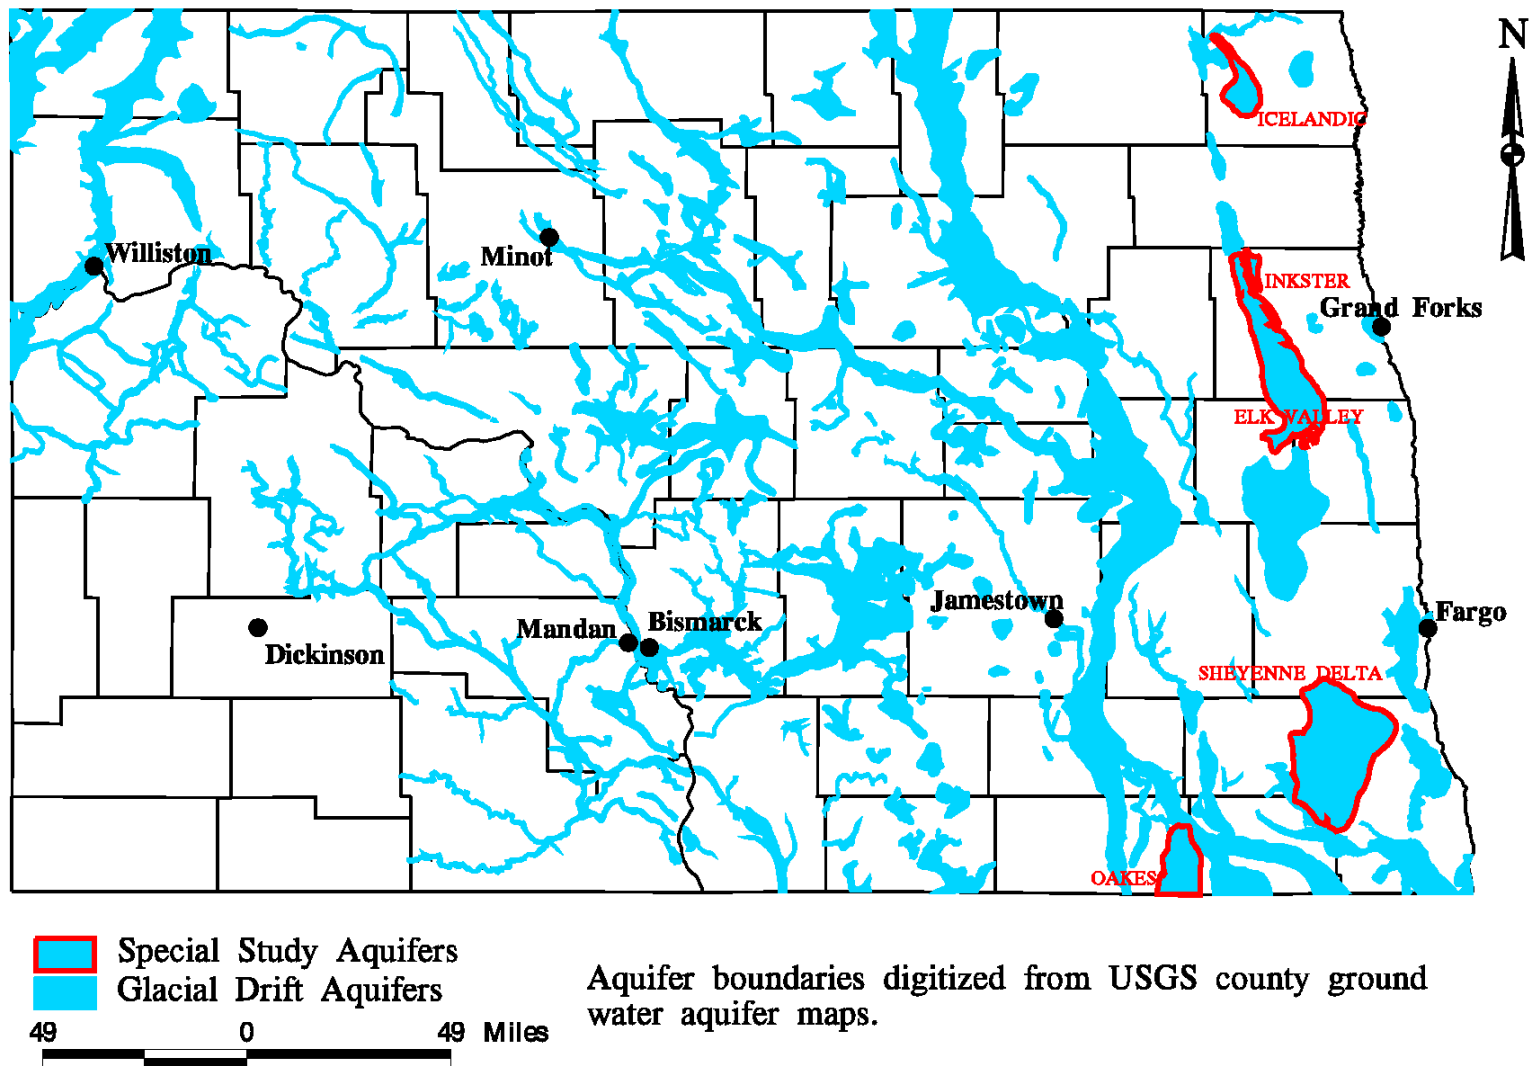 N
ICELANDIC
Williston
Minot
INKSTER
Grand Forks
ELK VALLEY
Jamestown
Fargo
Mandan
Bismarck
Dickinson
SHEYENNE DELTA
OAKES
Special Study Aquifers
Glacial Drift Aquifers
49 0 49 Miles
Aquifer boundaries digitized from USGS county ground
water aquifer maps.